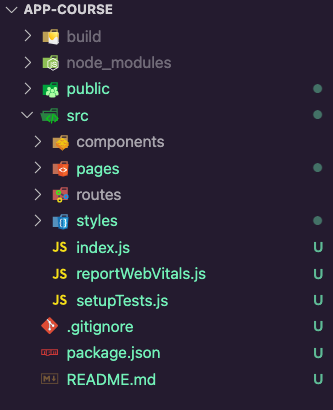 APP-COURSE
build
node_modules
public
src
components
pages
routes
styles
JS index.js U
JS reportWebVitals.js U
JS setupTests.js U
.gitignore U
npm package.json U
README.md U